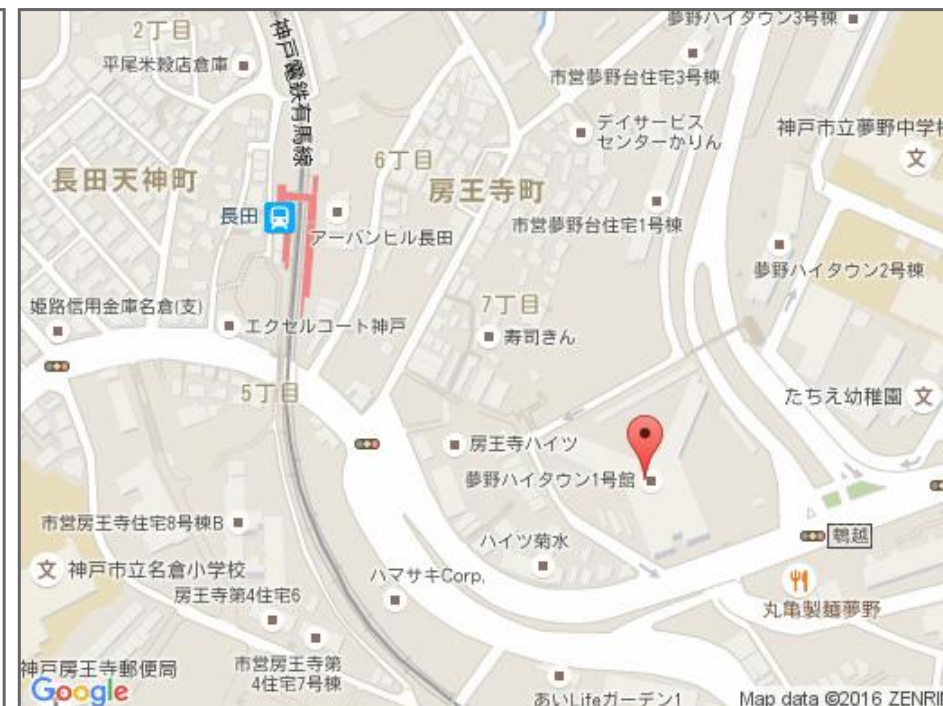 夢野ハイタウン3号棟
2丁目
平尾米穀店倉庫
神戸電鉄有馬線
市営夢野台住宅3号棟
デイサービス
センターかりん
神戸市立夢野中学校
6丁目
長田天神町
房王寺町
長田
アーバンヒル長田
市営夢野台住宅1号棟
夢野ハイタウン2号棟
姫路信用金庫名倉(支)
7丁目
エクセルコート神戸
寿司きん
5丁目
たちえ幼稚園
文
房王寺ハイツ
夢野ハイタウン1号館
市営房王寺住宅8号棟B
ハイツ菊水
鵯越
文
神戸市立名倉小学校
ハマサキCorp.
房王寺第4住宅6
丸亀製麺夢野
神戸房王寺郵便局
市営房王寺第
4住宅7号棟
Google
あいLifeガーデン1
Map data ©2016 ZENRIN
文